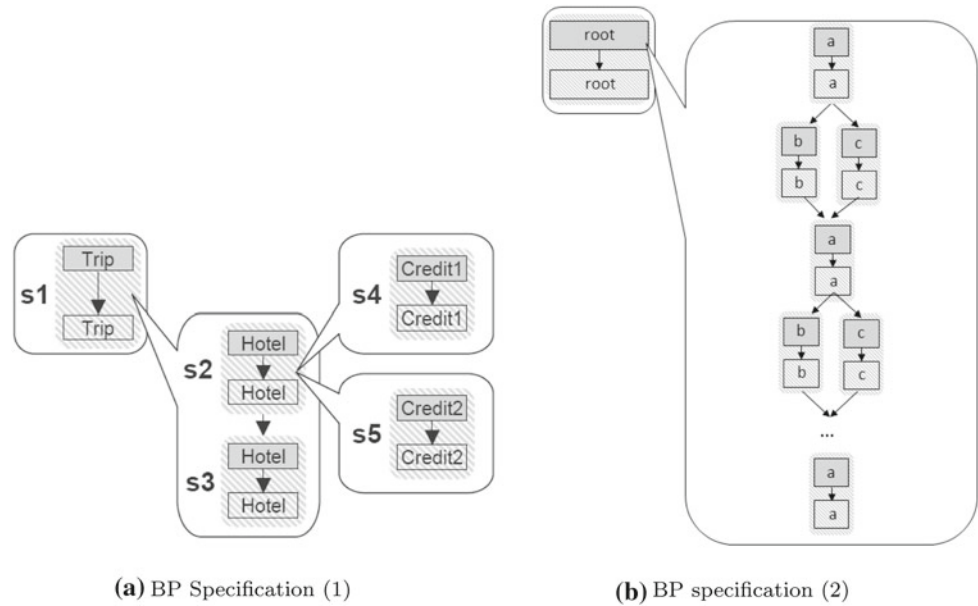 s1
Trip
Trip
s2
Hotel
Hotel
s3
Hotel
Hotel
s4
Credit1
Credit1
s5
Credit2
Credit2
(a) BP Specification (1)
root
root
a
a
b c
b c
a
a
b c
b c
...
a
a
(b) BP specification (2)